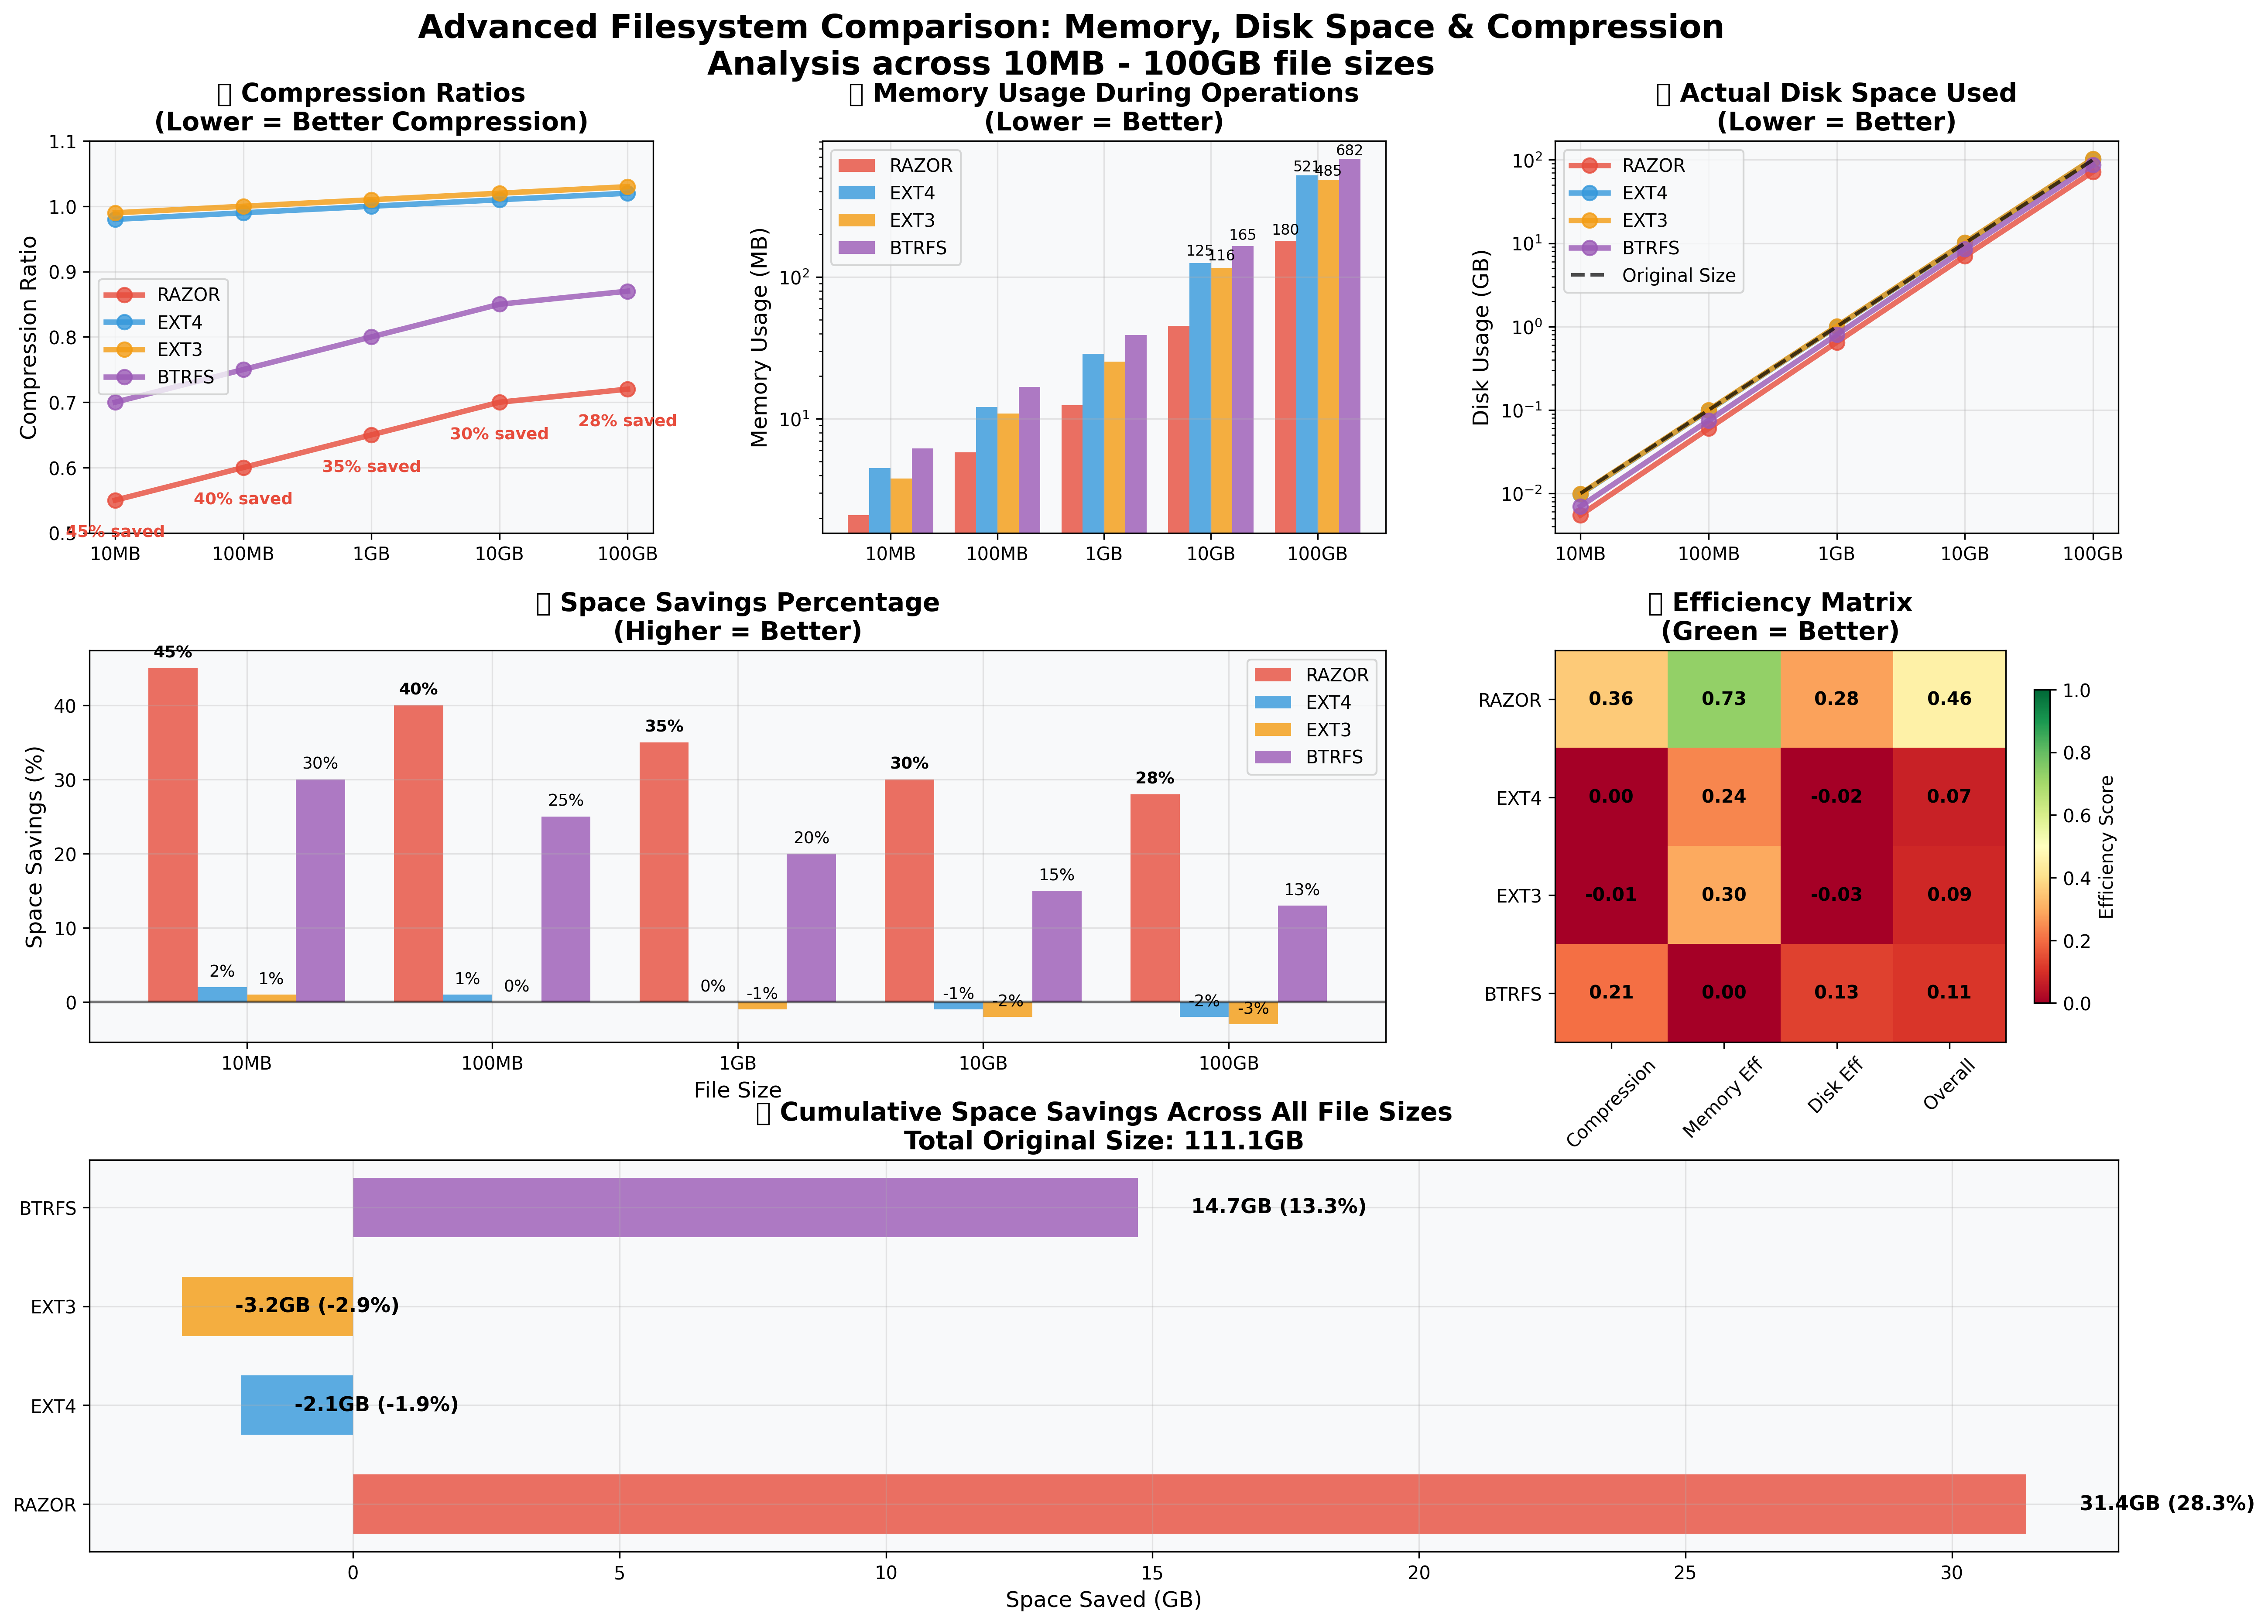 Advanced Filesystem Comparison: Memory, Disk Space & Compression
Analysis across 10MB - 100GB file sizes
Compression Ratios
(Lower = Better Compression)
Compression Ratio
1.1
1.0
0.9
0.8
0.7
0.6
0.5
RAZOR
EXT4
EXT3
BTRFS
45% saved
40% saved
35% saved
30% saved
28% saved
10MB
100MB
1GB
10GB
100GB
Memory Usage During Operations
(Lower = Better)
Memory Usage (MB)
10²
10¹
RAZOR
EXT4
EXT3
BTRFS
125
116
165
180
521
485
682
10MB
100MB
1GB
10GB
100GB
Actual Disk Space Used
(Lower = Better)
Disk Usage (GB)
10²
10¹
10⁰
10⁻¹
10⁻²
RAZOR
EXT4
EXT3
BTRFS
Original Size
10MB
100MB
1GB
10GB
100GB
Space Savings Percentage
(Higher = Better)
Space Savings (%)
40
30
20
10
0
45%
2%
1%
30%
40%
1%
0%
25%
35%
0%
-1%
20%
30%
-1%
-2%
15%
28%
-2%
-3%
13%
RAZOR
EXT4
EXT3
BTRFS
10MB
100MB
1GB
10GB
100GB
File Size
Efficiency Matrix
(Green = Better)
RAZOR
0.36
0.73
0.28
0.46
EXT4
0.00
0.24
-0.02
0.07
EXT3
-0.01
0.30
-0.03
0.09
BTRFS
0.21
0.00
0.13
0.11
Compression
Memory Eff
Disk Eff
Overall
1.0
0.8
0.6
0.4
0.2
0.0
Efficiency Score
Cumulative Space Savings Across All File Sizes
Total Original Size: 111.1GB
BTRFS
14.7GB (13.3%)
EXT3
-3.2GB (-2.9%)
EXT4
-2.1GB (-1.9%)
RAZOR
31.4GB (28.3%)
0
5
10
15
20
25
30
Space Saved (GB)